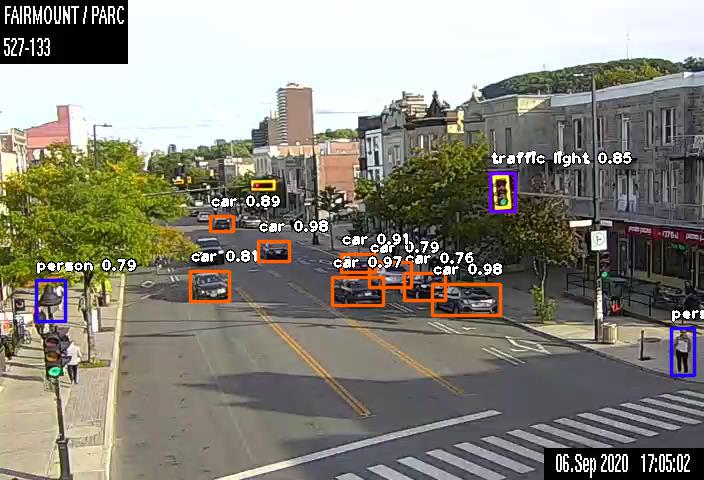 FAIRMOUNT / PARC
527-133
traffic light 0.85
car 0.89
car 0.98
car 0.91
car 0.79
car 0.81
car 0.97
car 0.76
car 0.98
person 0.79
pers
P
06.Sep 2020 17:05:02